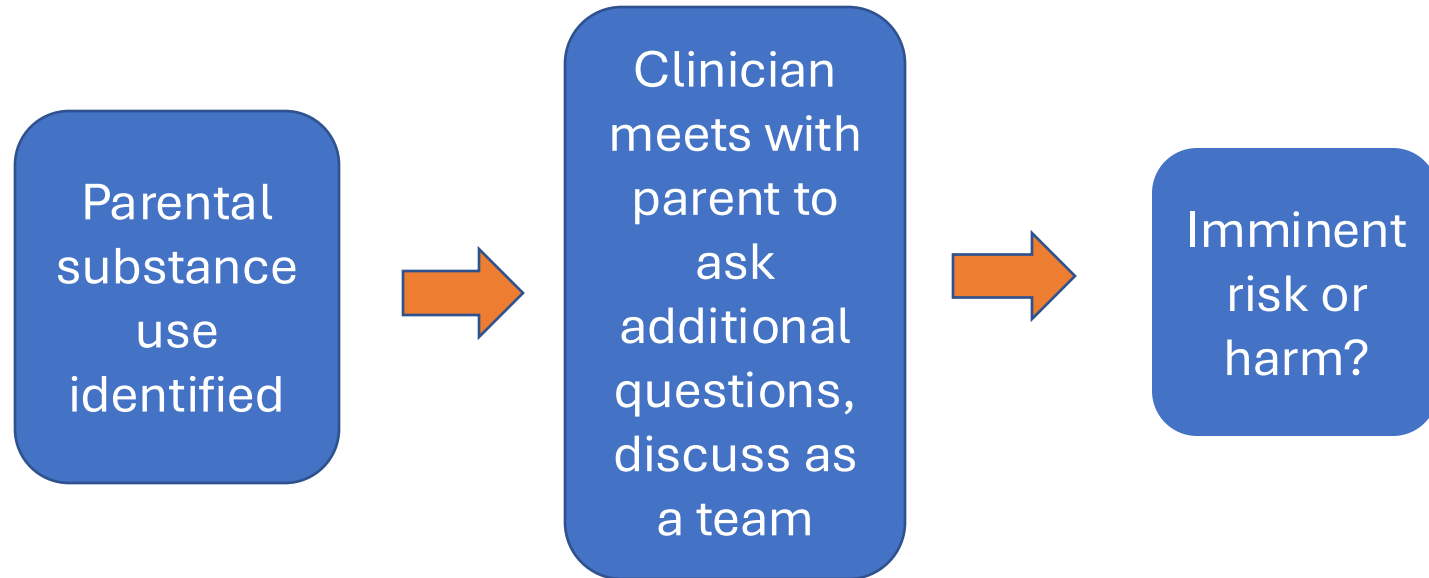 Parental
substance
use
identified
Clinician
meets with
parent to
ask
additional
questions,
discuss as
a team
Imminent
risk or
harm?